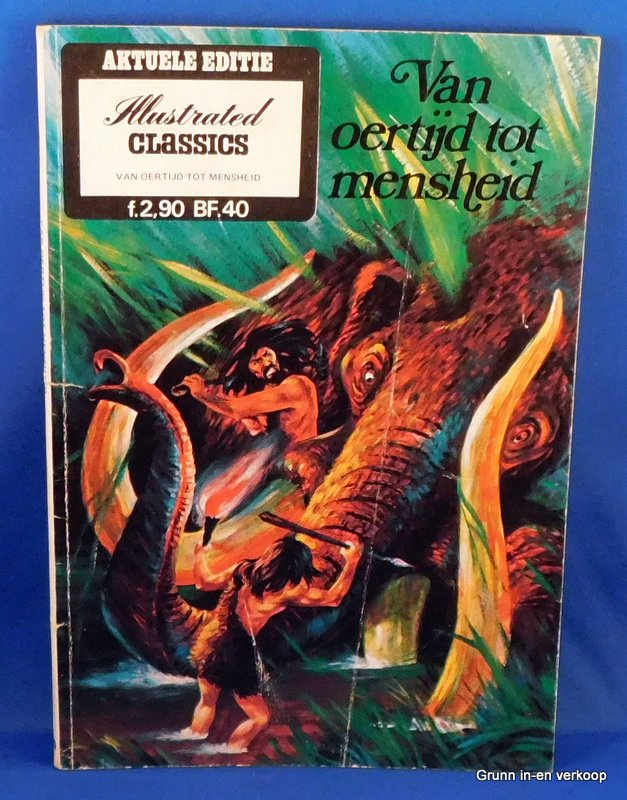 AKTUELE EDITIE
Illustrated
CLASSICS
VAN OERTIJD TOT MENSHEID
f.2,90 BF.40
Van
oertijd tot
mensheid
Grunn in-en verkoop